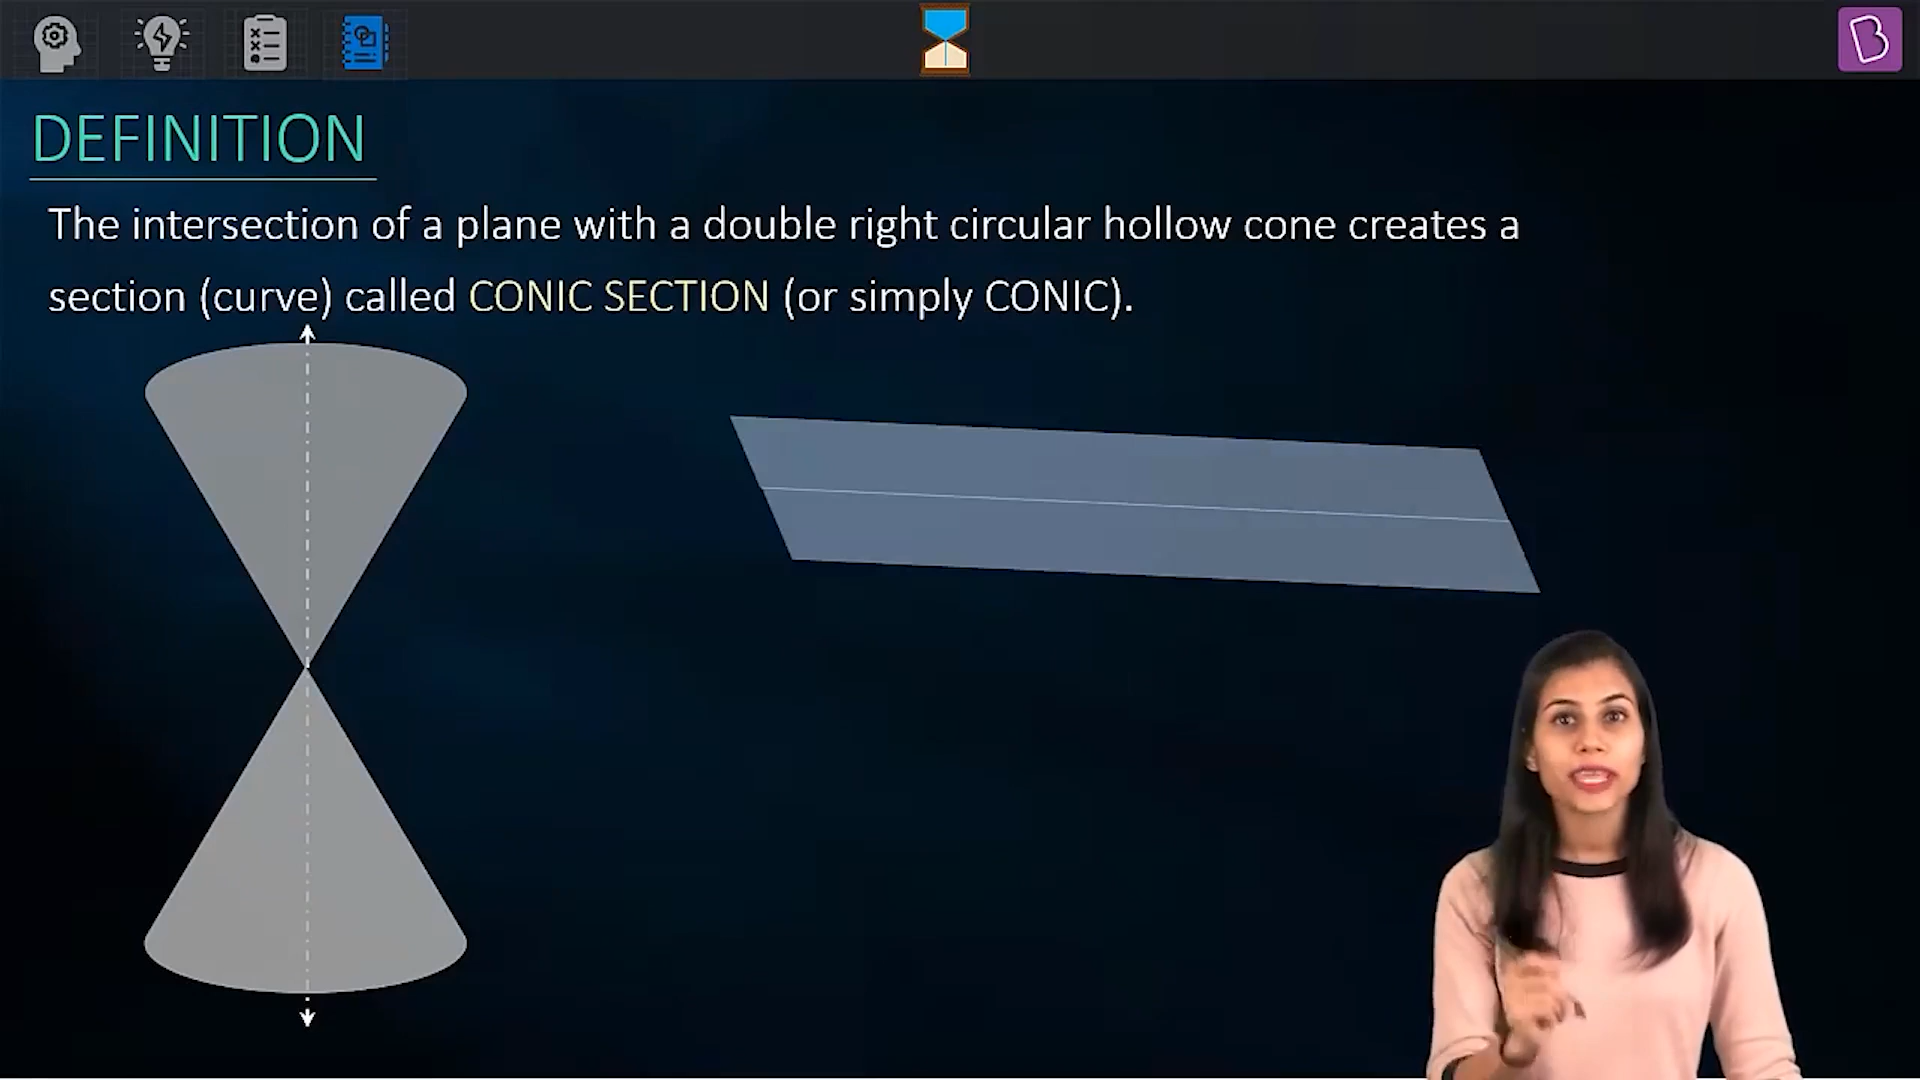 DEFINITION
The intersection of a plane with a double right circular hollow cone creates a
section (curve) called CONIC SECTION (or simply CONIC).
B